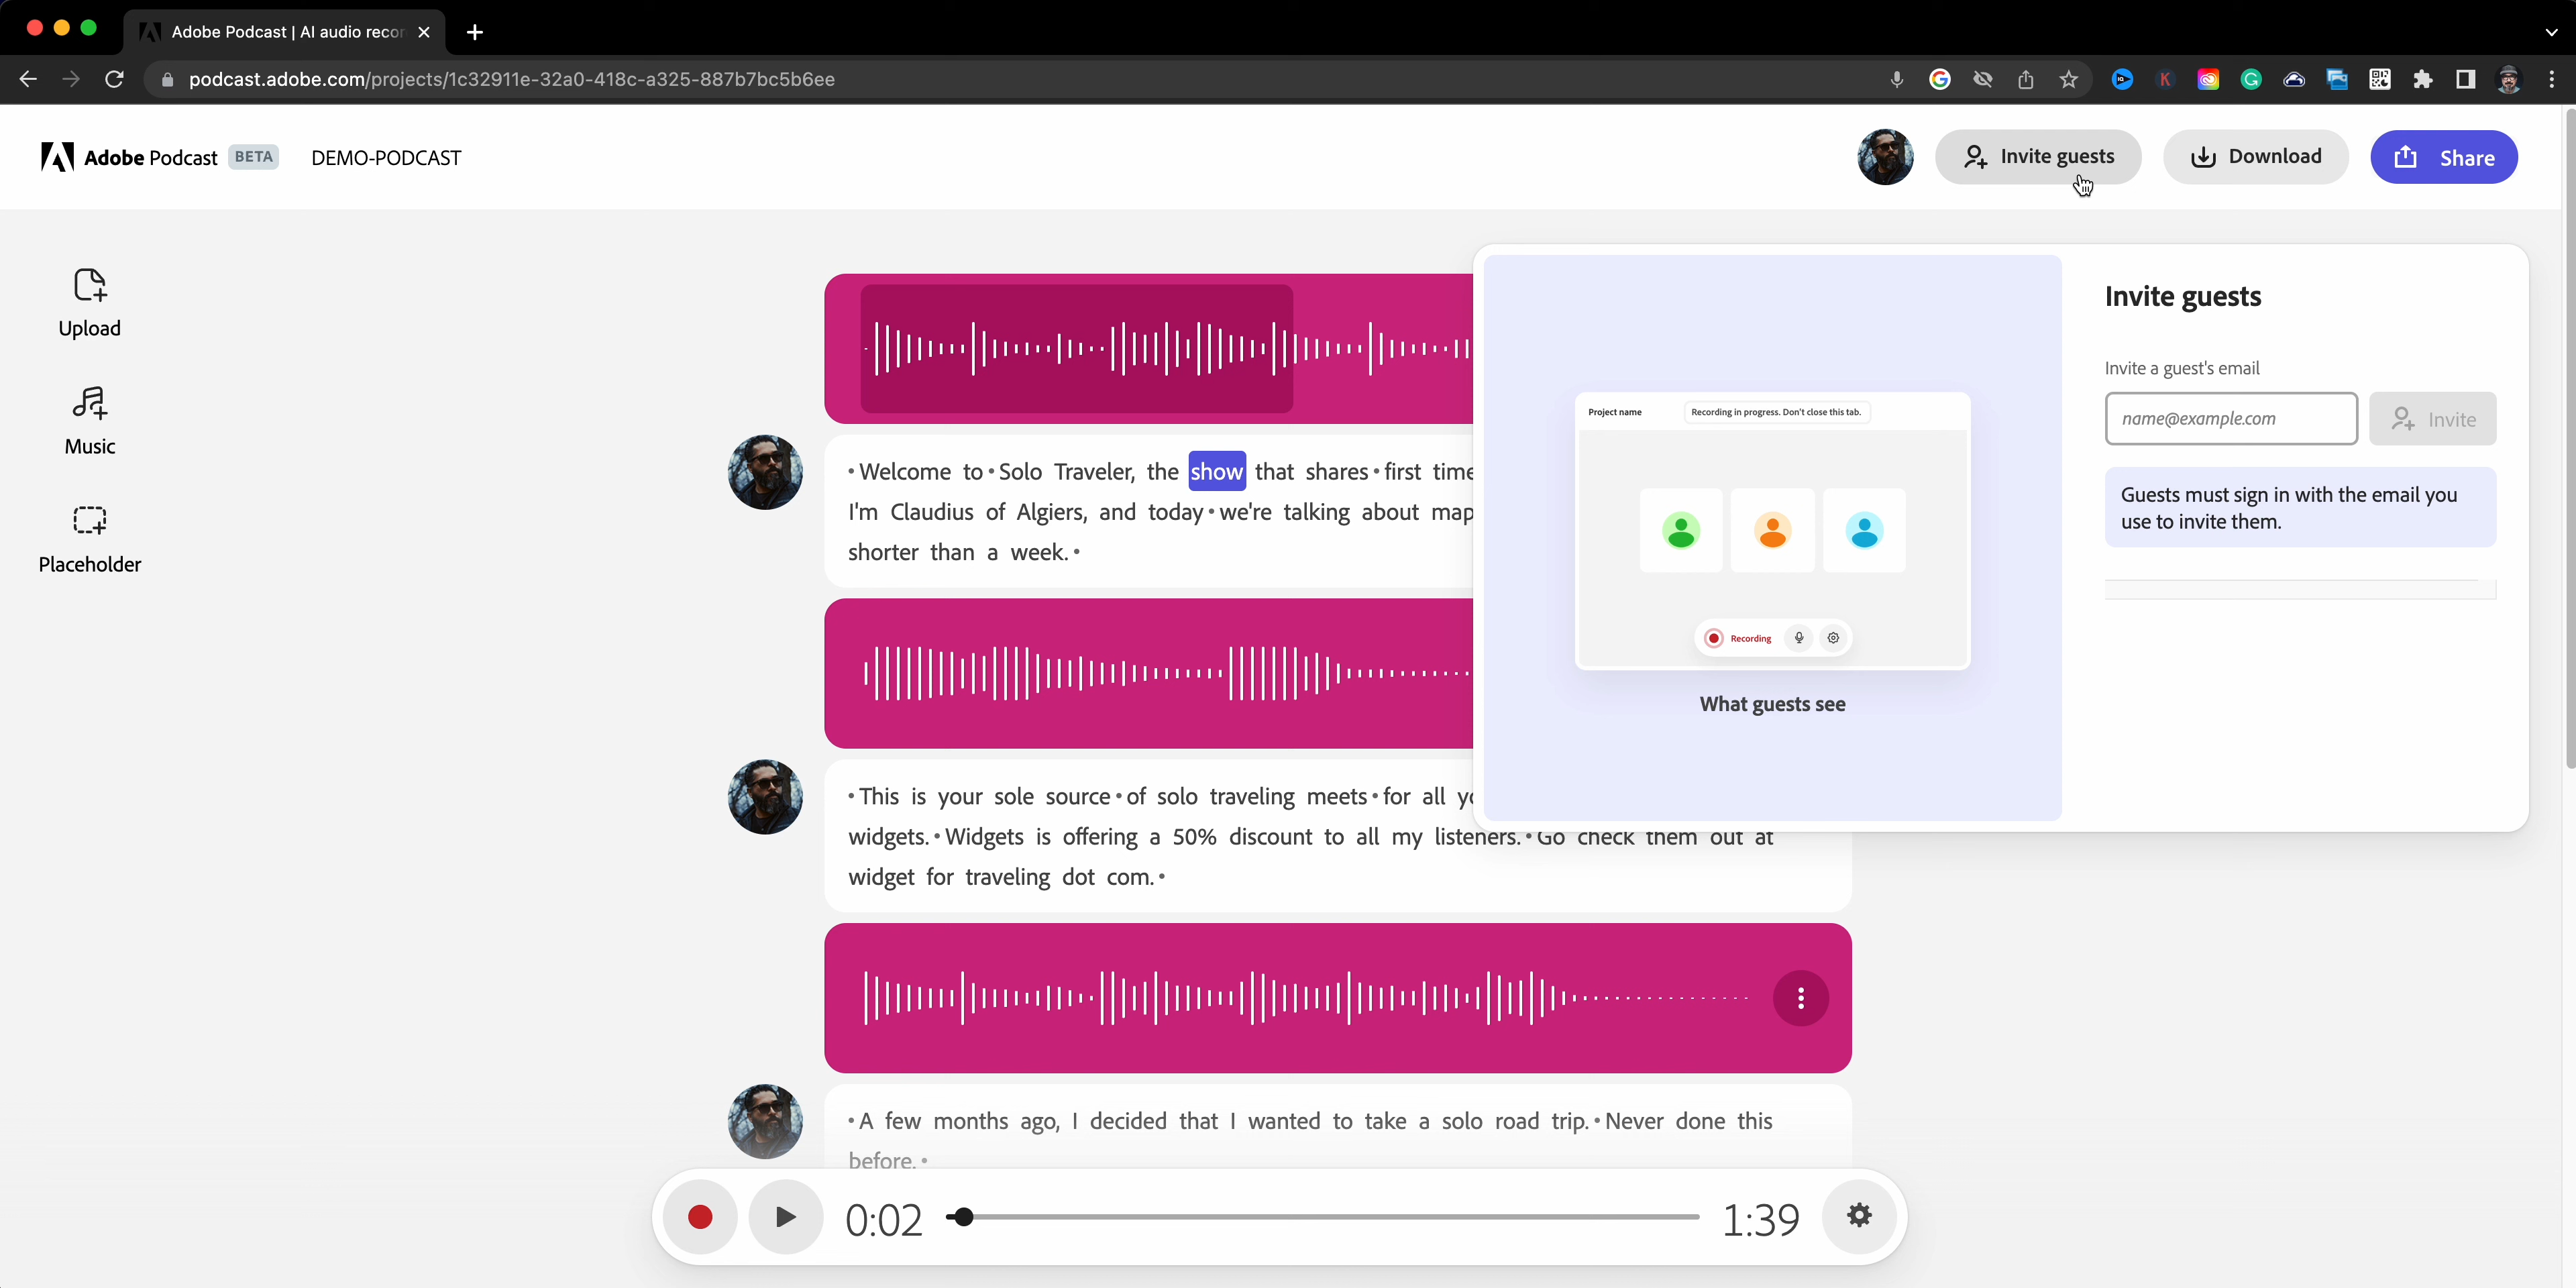 Adobe Podcast | AI audio recor
podcast.adobe.com/projects/1c32911e-32a0-418c-a325-887b7bc5b6ee
Adobe Podcast BETA DEMO-PODCAST
Invite guests Download Share
Upload
Music
Placeholder
• Welcome to • Solo Traveler, the show that shares • first time
I'm Claudius of Algiers, and today • we're talking about map
shorter than a week. •
• This is your sole source • of solo traveling meets • for all yo
widgets. • Widgets is offering a 50% discount to all my listeners. • Go check them out at
widget for traveling dot com. •
• A few months ago, I decided that I wanted to take a solo road trip. • Never done this
before. •
Project name Recording in progress. Don't close this tab.
Recording
What guests see
Invite guests
Invite a guest's email
name@example.com Invite
Guests must sign in with the email you
use to invite them.
0:02 1:39